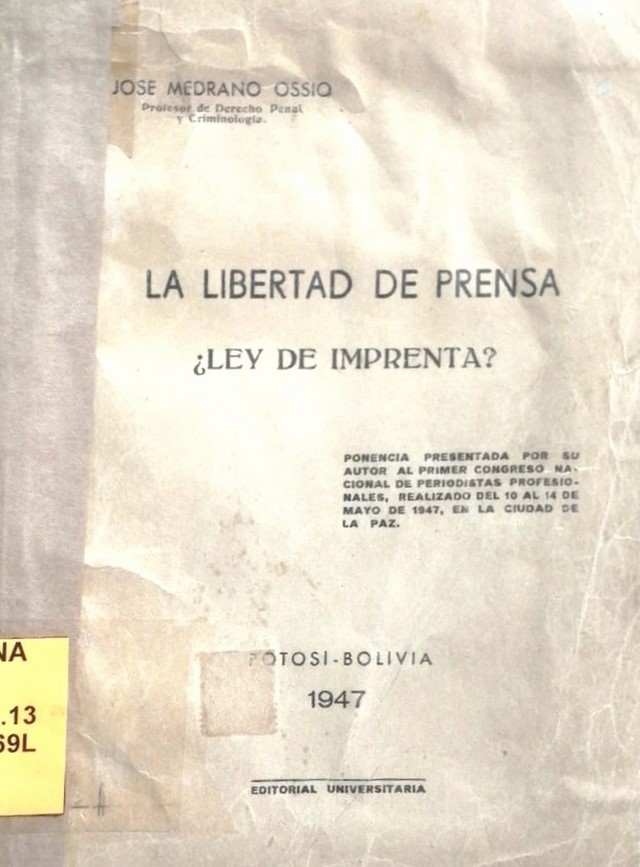 JOSE MEDRANO OSSIO
Profesor de Derecho Penal
y Criminología.
LA LIBERTAD DE PRENSA
¿LEY DE IMPRENTA?
PONENCIA PRESENTADA POR SU
AUTOR AL PRIMER CONGRESO NA-
CIONAL DE PERIODISTAS PROFESIO-
NALES, REALIZADO DEL 10 AL 14 DE
MAYO DE 1947, EN LA CIUDAD DE
LA PAZ.
NA
.13
69L
POTOSÍ-BOLIVIA
1947
EDITORIAL UNIVERSITARIA